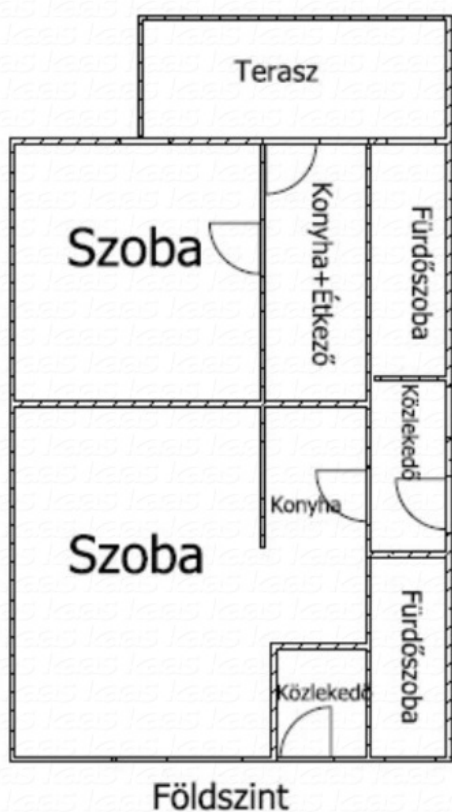 Terasz
Szoba
Konyha+Étkező
Fürdőszoba
Közlekedő
Konyha
Szoba
Fürdőszoba
Közlekedő
Földszint